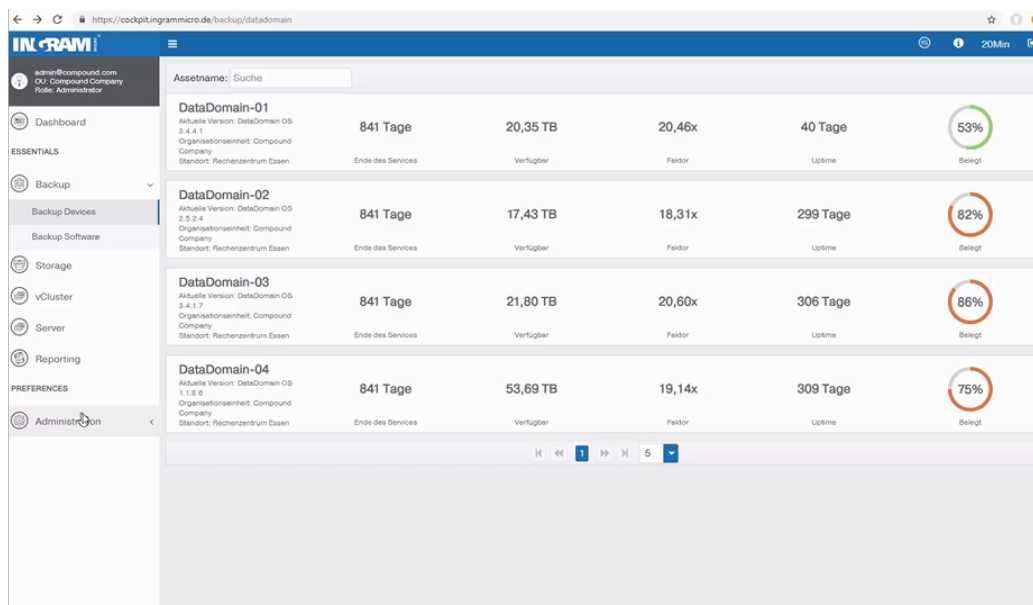 https://cockpit.ingrammicro.de/backup/datadomain
INGRAM MICRO
20Min
admin@compound.com
OU: Compound Company
Rolle: Administrator
Dashboard
ESSENTIALS
Backup
Backup Devices
Backup Software
Storage
vCluster
Server
Reporting
PREFERENCES
Administration
Assetname: Suche
DataDomain-01
Aktuelle Version: DataDomain OS
3.4.4.1
Organisationseinheit: Compound
Company
Standort: Rechenzentrum Essen
841 Tage
Ende des Services
20,35 TB
Verfügbar
20,46x
Faktor
40 Tage
Uptime
53%
Belegt
DataDomain-02
Aktuelle Version: DataDomain OS
2.5.2.4
Organisationseinheit: Compound
Company
Standort: Rechenzentrum Essen
841 Tage
Ende des Services
17,43 TB
Verfügbar
18,31x
Faktor
299 Tage
Uptime
82%
Belegt
DataDomain-03
Aktuelle Version: DataDomain OS
3.4.1.7
Organisationseinheit: Compound
Company
Standort: Rechenzentrum Essen
841 Tage
Ende des Services
21,80 TB
Verfügbar
20,60x
Faktor
306 Tage
Uptime
86%
Belegt
DataDomain-04
Aktuelle Version: DataDomain OS
1.1.8.6
Organisationseinheit: Compound
Company
Standort: Rechenzentrum Essen
841 Tage
Ende des Services
53,69 TB
Verfügbar
19,14x
Faktor
309 Tage
Uptime
75%
Belegt
1
5